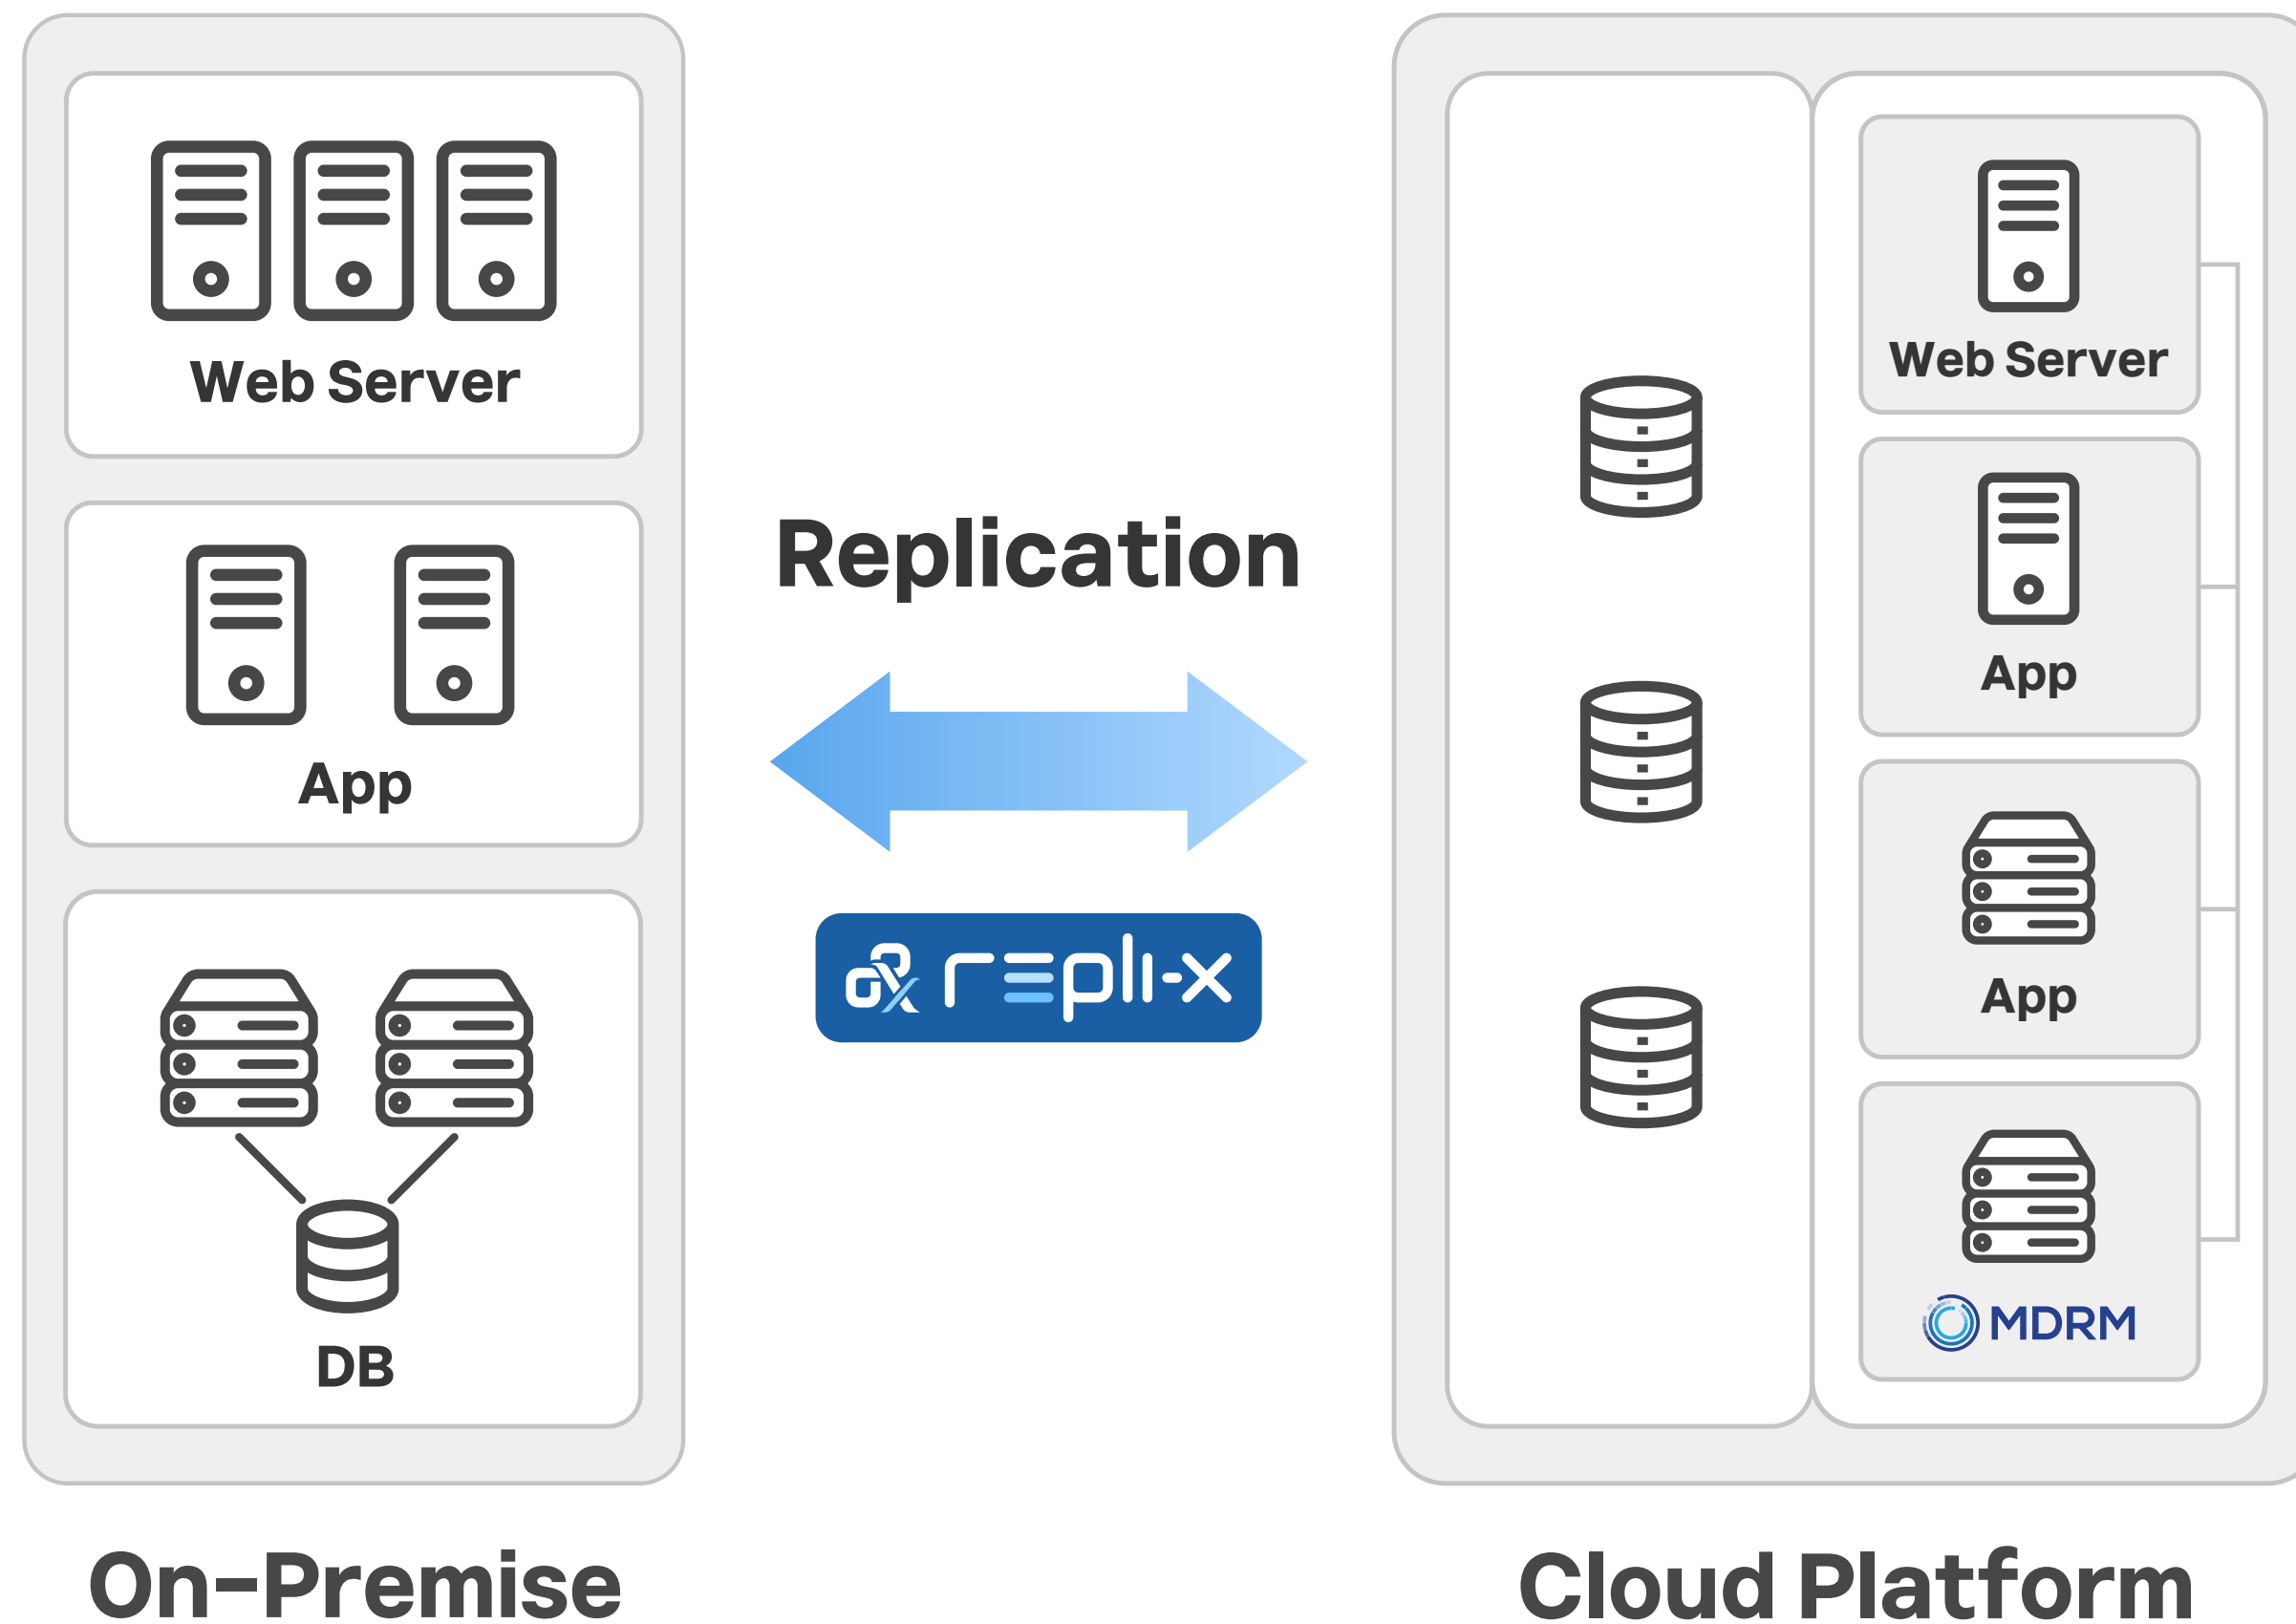 Web Server
App
DB
On-Premise
Replication
repli-x
Web Server
App
App
MDRM
Cloud Platform